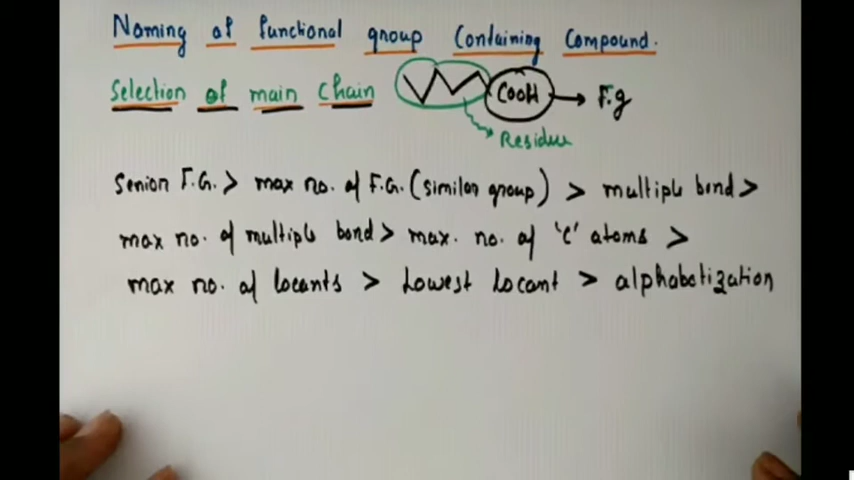 Naming of functional group Containing Compound.
Selection of main Chain COOH → F.g
Residue
Senior F.G. > max no. of F.G. (similar group) > multiple bond >
max no. of multiple bond > max. no. of 'C' atoms >
max no. of locants > Lowest Locant > alphabatization